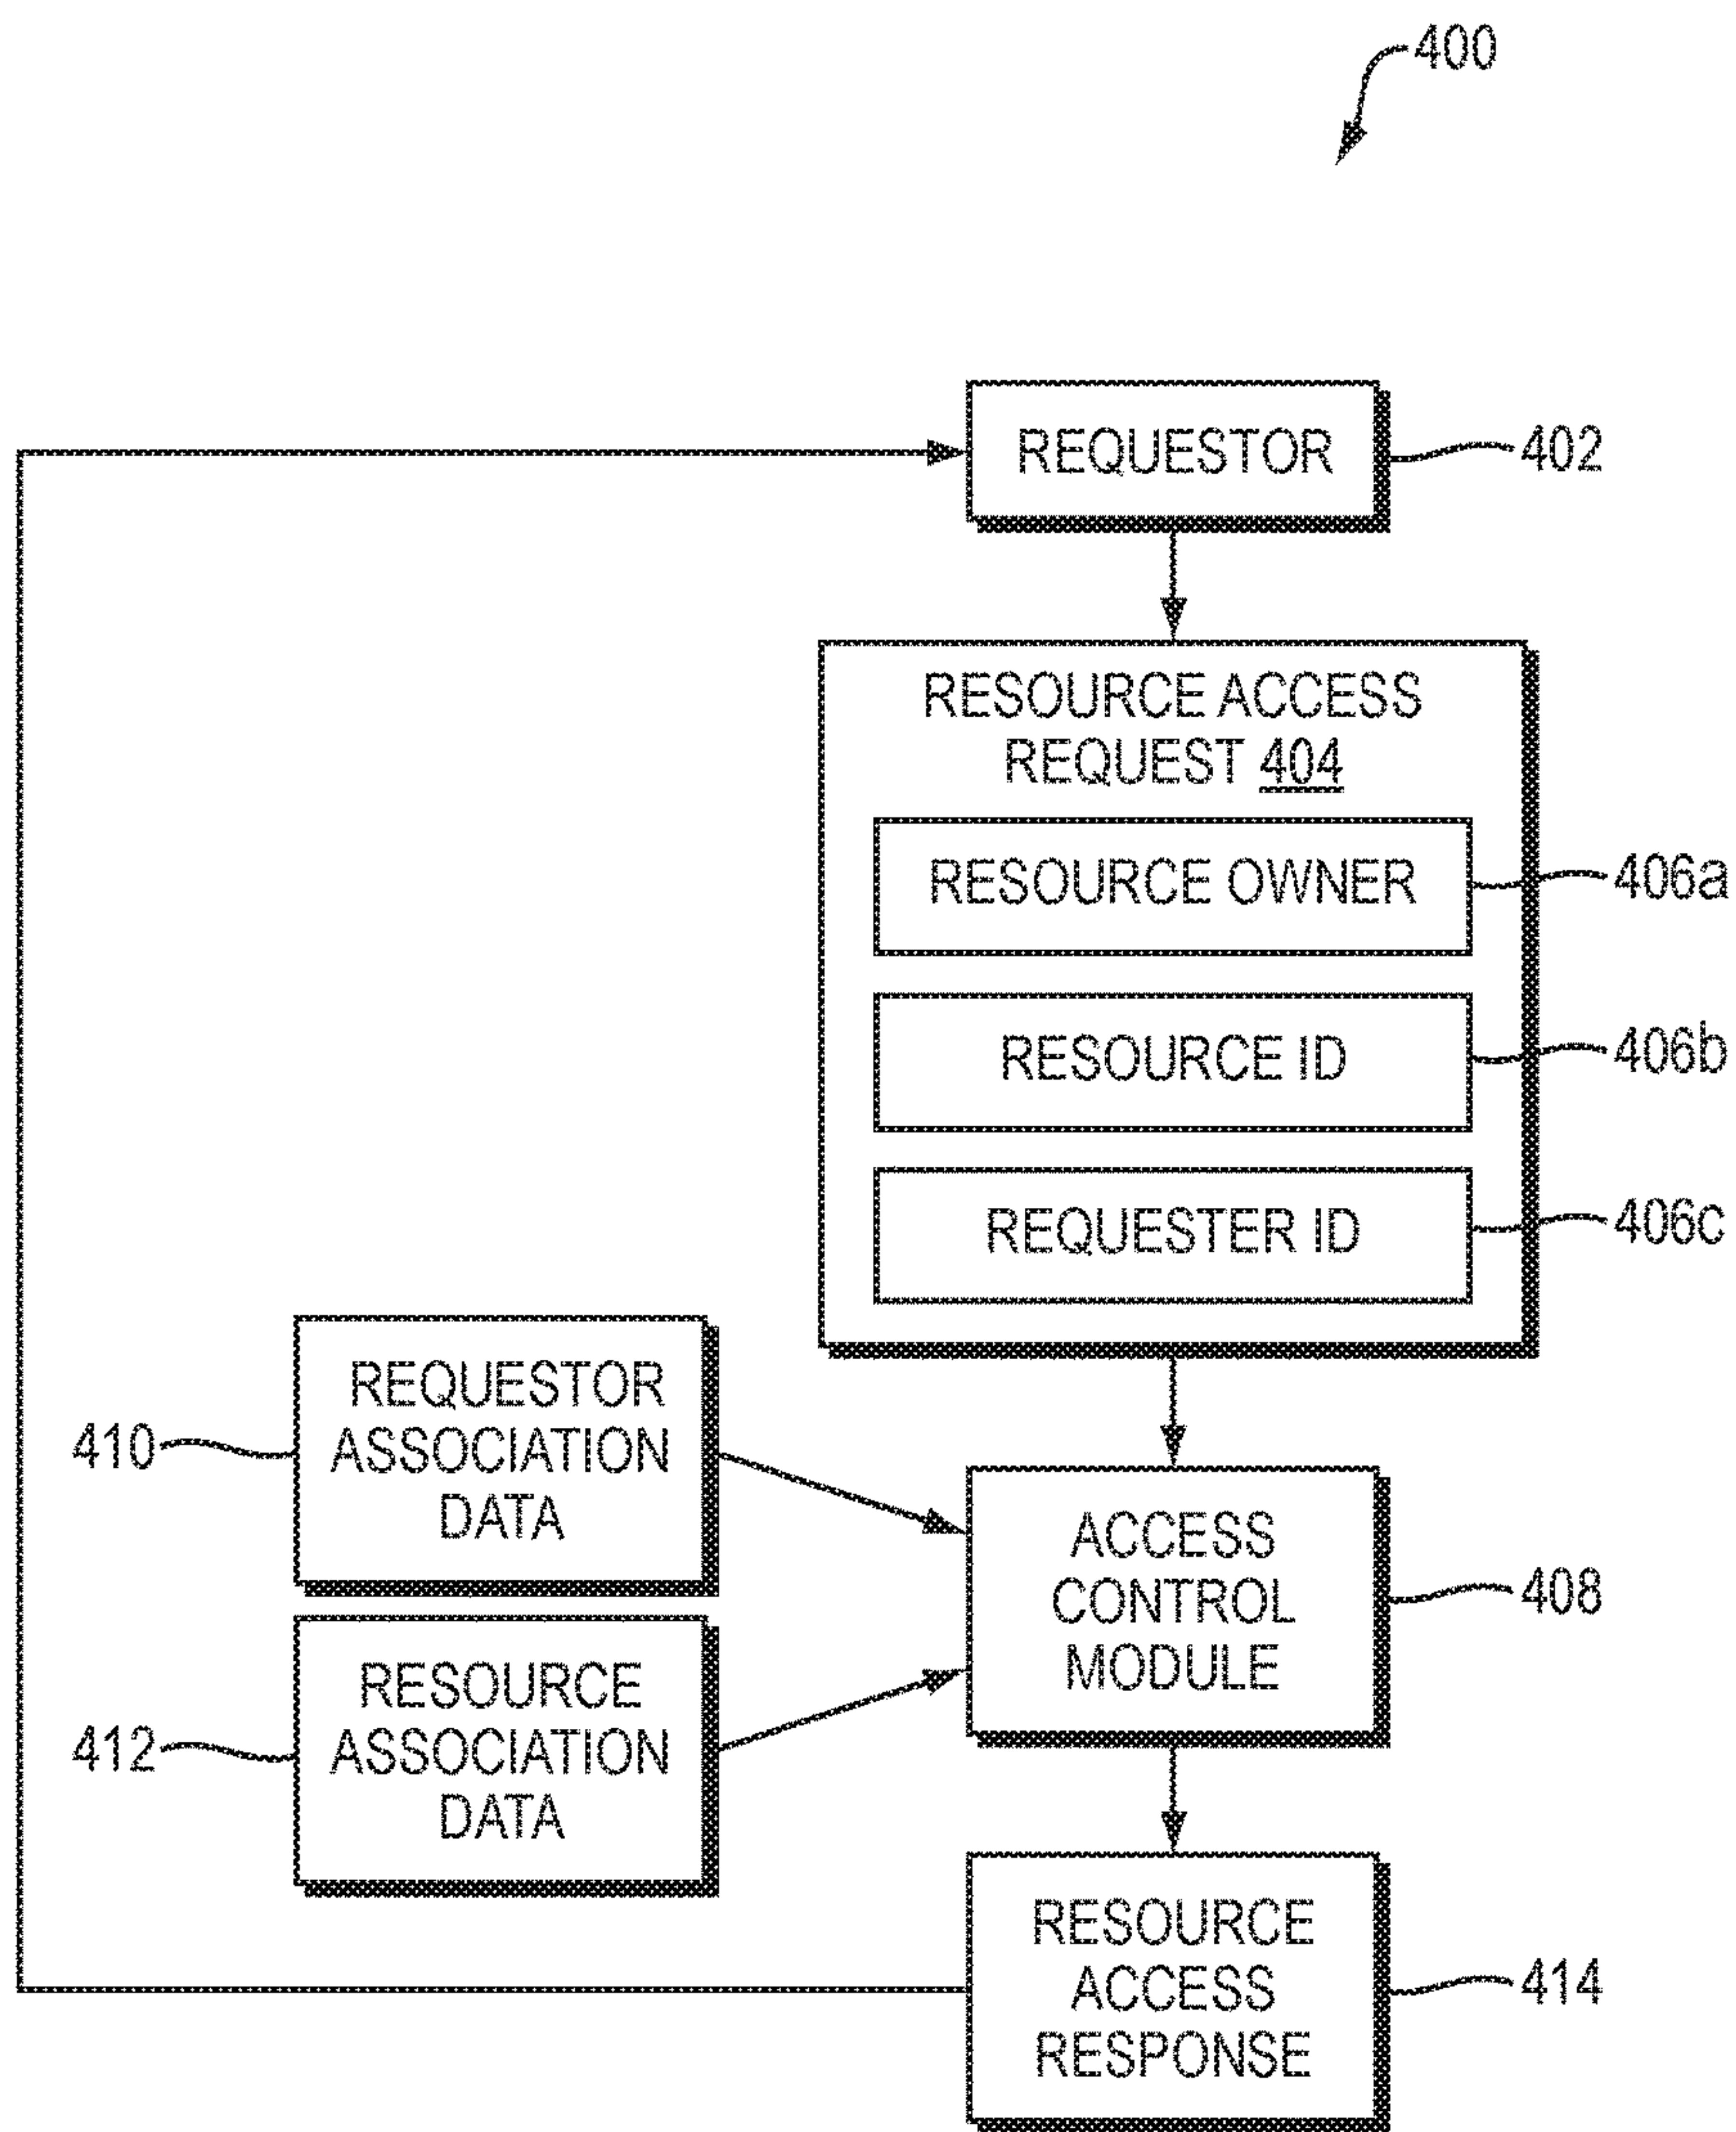 400
REQUESTOR
402
RESOURCE ACCESS
REQUEST 404
RESOURCE OWNER
406a
RESOURCE ID
406b
REQUESTER ID
406c
REQUESTOR
ASSOCIATION
DATA
410
ACCESS
CONTROL
MODULE
408
RESOURCE
ASSOCIATION
DATA
412
RESOURCE
ACCESS
RESPONSE
414